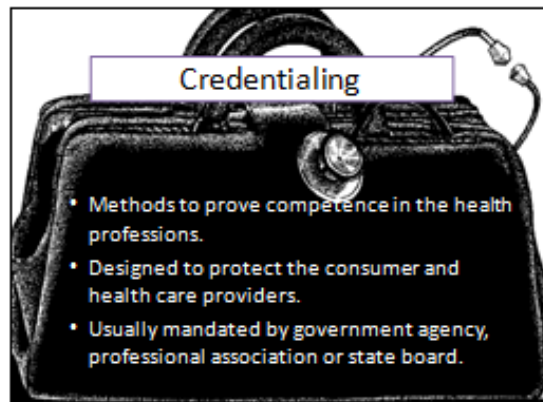 Credentialing
• Methods to prove competence in the health
professions.
• Designed to protect the consumer and
health care providers.
• Usually mandated by government agency,
professional association or state board.